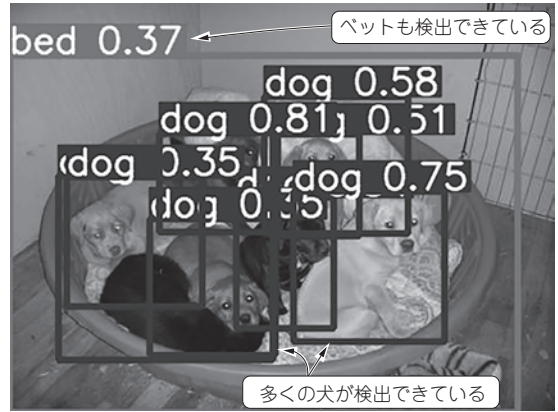 ベットも検出できている
bed 0.37
dog 0.58
dog 0.81
0.51
dog 0.35
dog 0.75
dog
多くの犬が検出できている